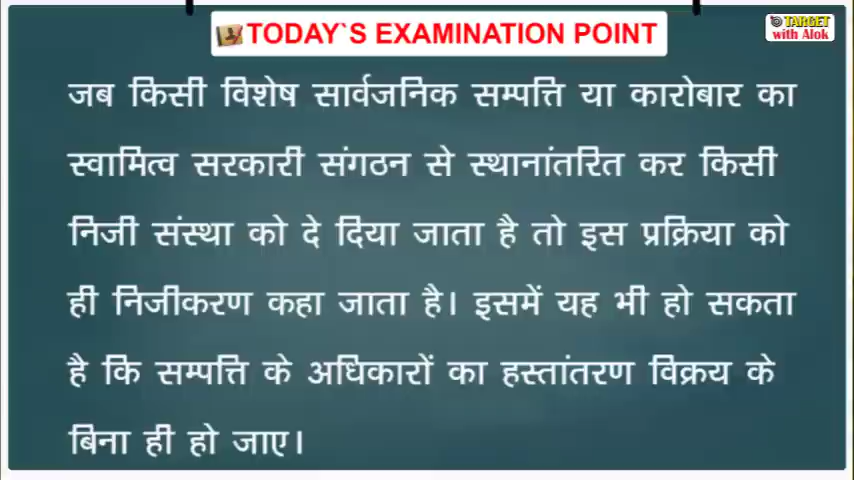 TODAY`S EXAMINATION POINT
TARGET
with Alok
जब किसी विशेष सार्वजनिक सम्पत्ति या कारोबार का
स्वामित्व सरकारी संगठन से स्थानांतरित कर किसी
निजी संस्था को दे दिया जाता है तो इस प्रक्रिया को
ही निजीकरण कहा जाता है। इसमें यह भी हो सकता
है कि सम्पत्ति के अधिकारों का हस्तांतरण विक्रय के
बिना ही हो जाए।